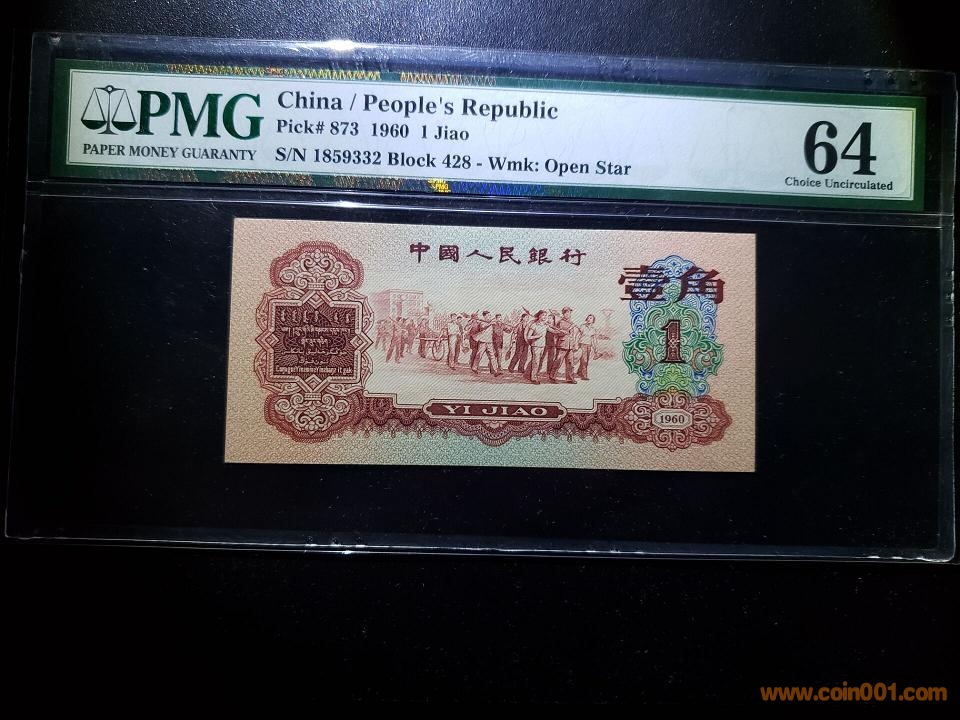 PMG
PAPER MONEY GUARANTY
China / People's Republic
Pick# 873 1960 1 Jiao
S/N 1859332 Block 428 - Wmk: Open Star
64
Choice Uncirculated
中國人民銀行
壹角
1
YI JIAO
1960
www.coin001.com